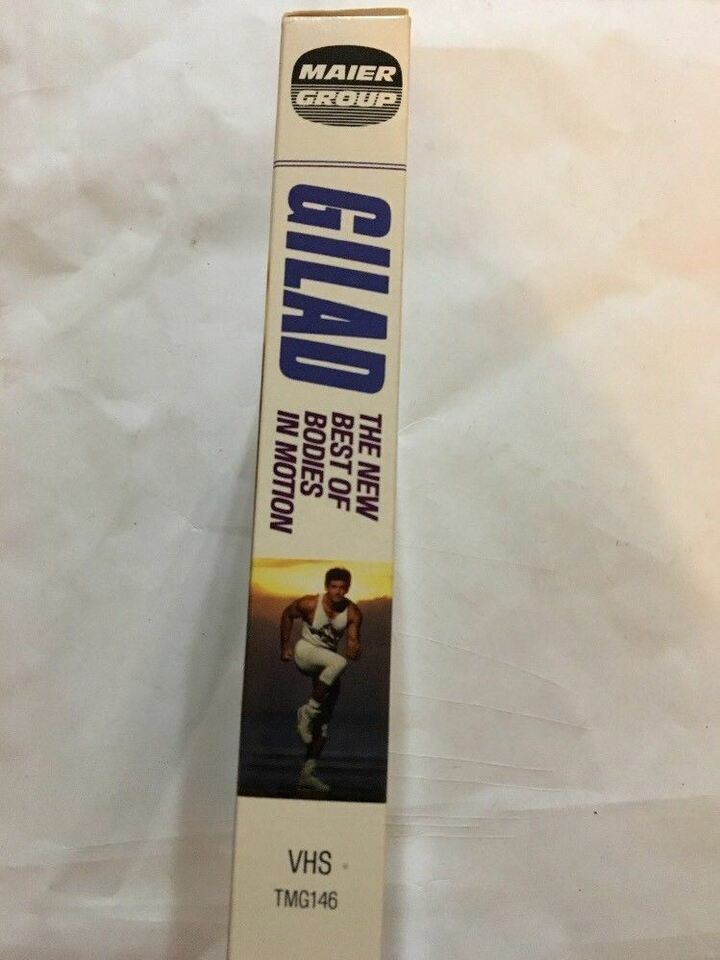 MAIER
GROUP
GILAD
THE NEW
BEST OF
BODIES
IN MOTION
VHS
TMG146